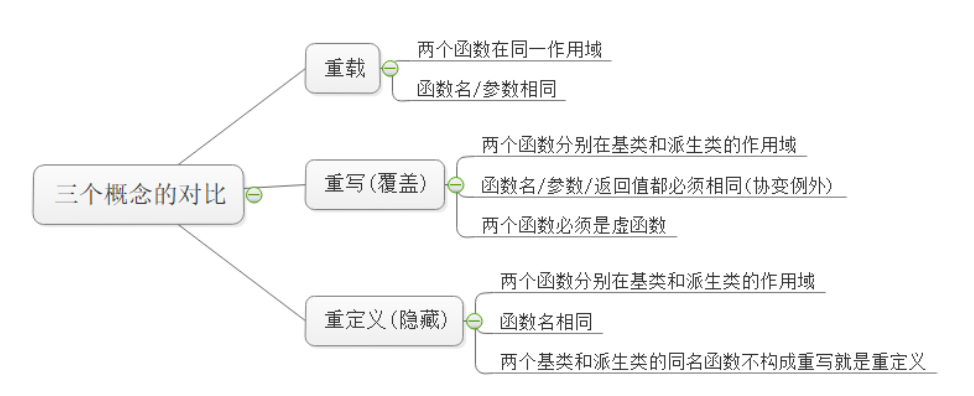 三个概念的对比
重载
两个函数在同一作用域
函数名/参数相同
重写(覆盖)
两个函数分别在基类和派生类的作用域
函数名/参数/返回值都必须相同(协变例外)
两个函数必须是虚函数
重定义(隐藏)
两个函数分别在基类和派生类的作用域
函数名相同
两个基类和派生类的同名函数不构成重写就是重定义